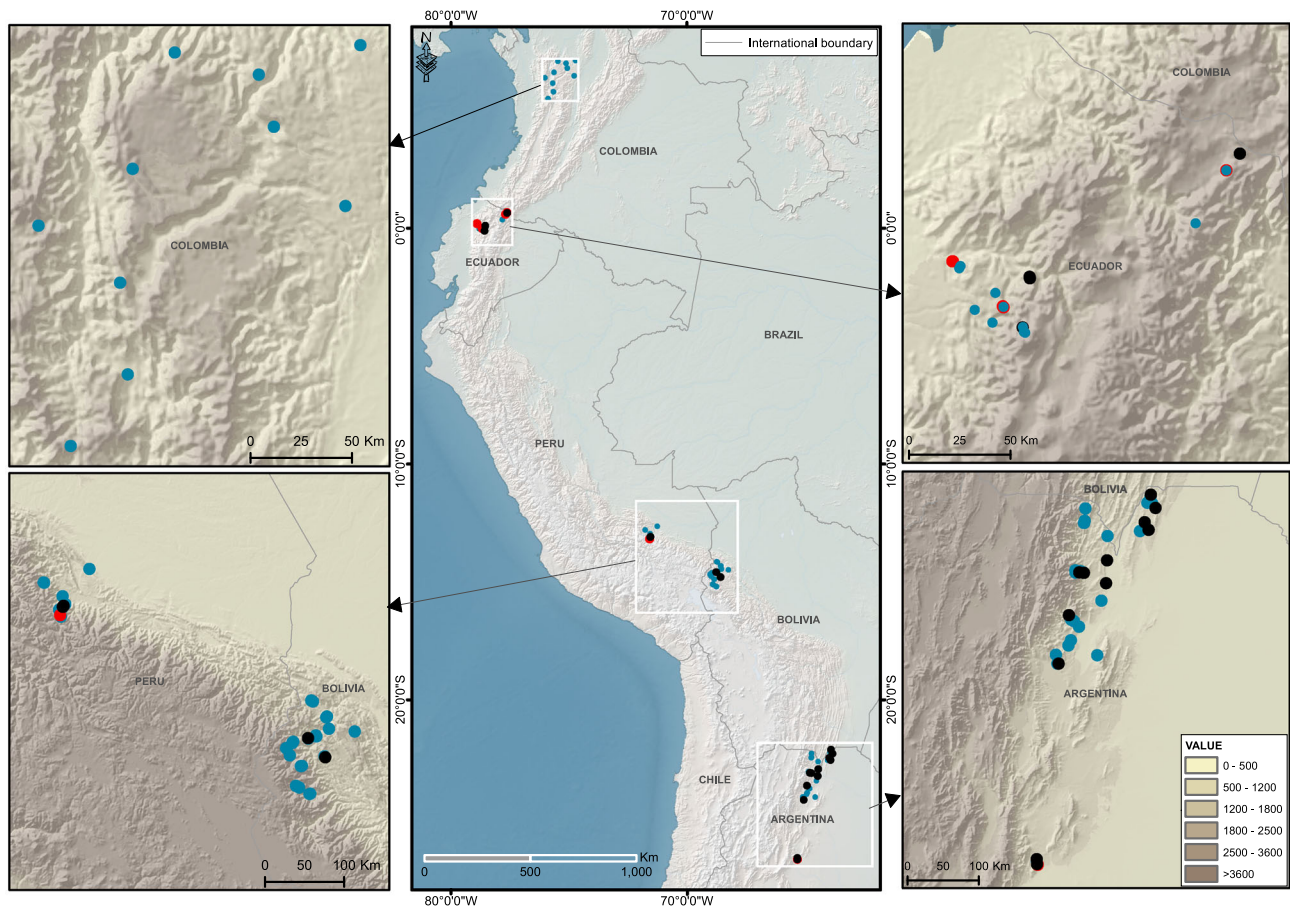 80°0'0"W
70°0'0"W
N
International boundary
COLOMBIA
ECUADOR
BRAZIL
PERU
BOLIVIA
CHILE
ARGENTINA
0°0'0"
10°0'0"S
20°0'0"S
0°0'0"
10°0'0"S
20°0'0"S
Km
0 500 1,000
80°0'0"W
70°0'0"W
COLOMBIA
0 25 50 Km
COLOMBIA
ECUADOR
0 25 50 Km
PERU
BOLIVIA
0 50 100 Km
BOLIVIA
ARGENTINA
0 50 100 Km
VALUE
0 - 500
500 - 1200
1200 - 1800
1800 - 2500
2500 - 3600
>3600